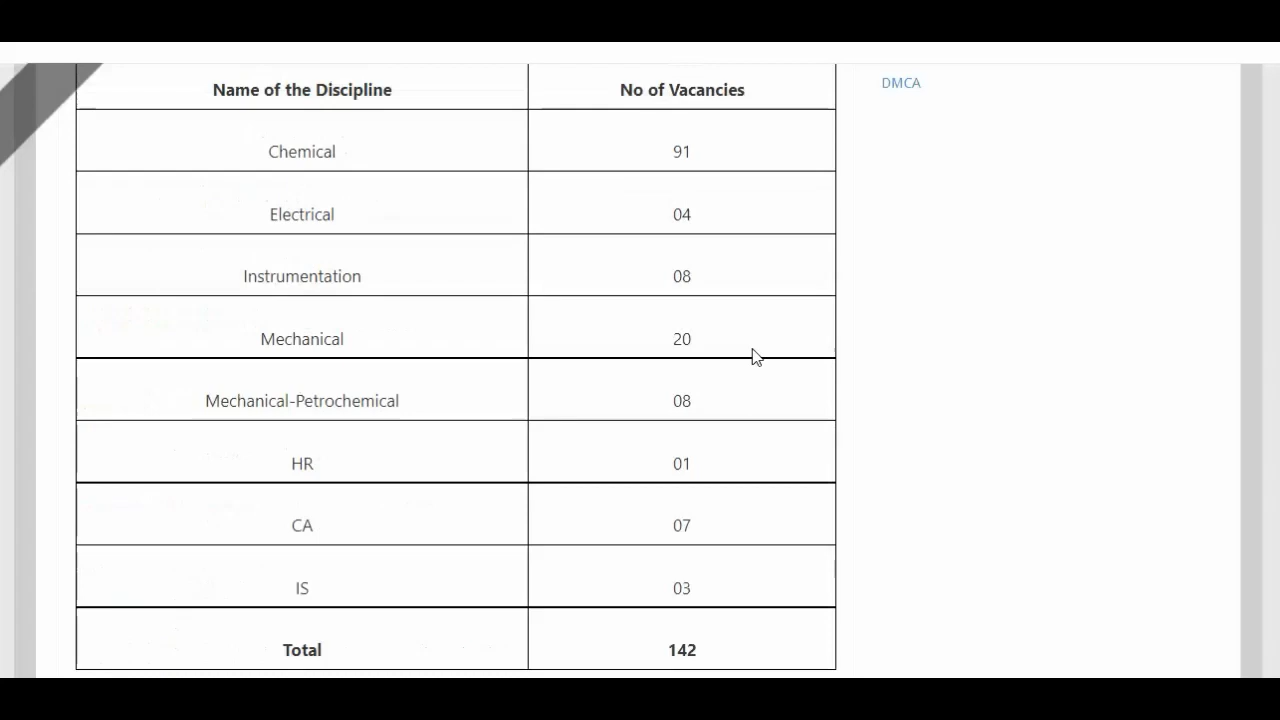 Name of the Discipline No of Vacancies DMCA
Chemical 91
Electrical 04
Instrumentation 08
Mechanical 20
Mechanical-Petrochemical 08
HR 01
CA 07
IS 03
Total 142